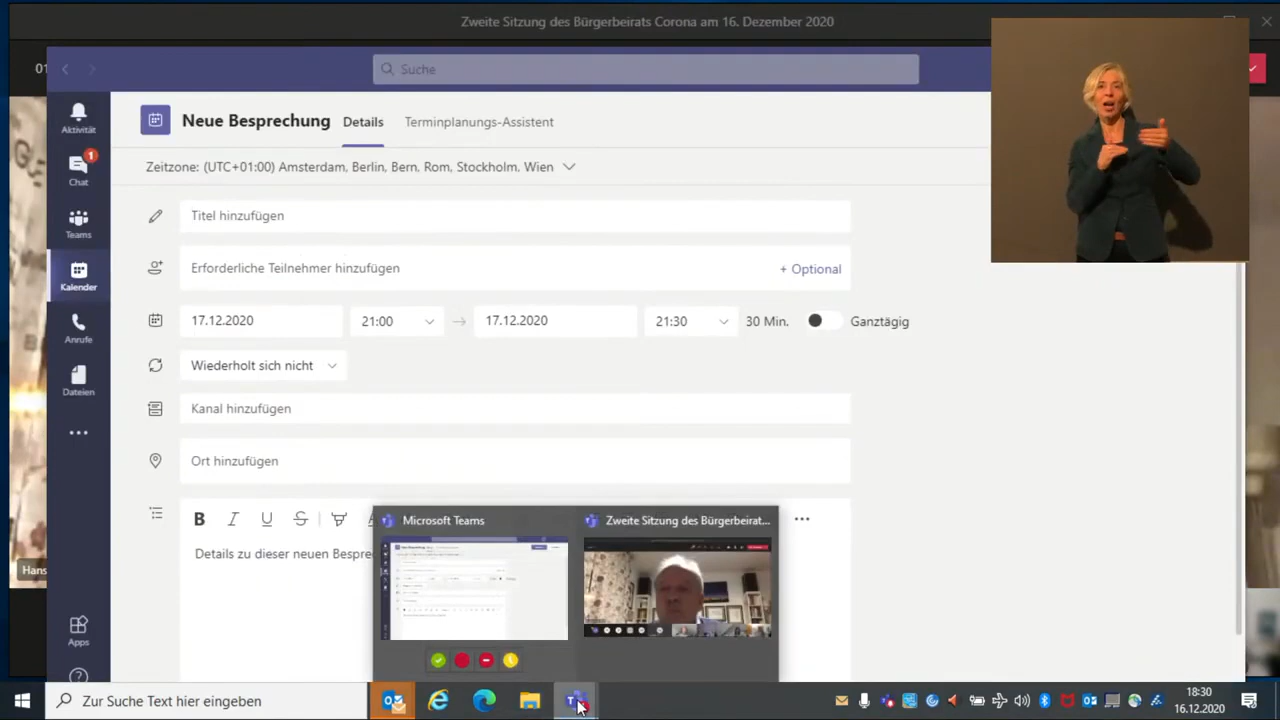 Zweite Sitzung des Bürgerbeirats Corona am 16. Dezember 2020
01
Suche
Aktivität
1
Chat
Teams
Kalender
Anrufe
Dateien
Apps
Neue Besprechung
Details
Terminplanungs-Assistent
Zeitzone: (UTC+01:00) Amsterdam, Berlin, Bern, Rom, Stockholm, Wien
Titel hinzufügen
Erforderliche Teilnehmer hinzufügen
+ Optional
17.12.2020 21:00 → 17.12.2020 21:30 30 Min. Ganztägig
Wiederholt sich nicht
Kanal hinzufügen
Ort hinzufügen
B I U S
Details zu dieser neuen Bespre
Hans
Microsoft Teams
Zweite Sitzung des Bürgerbeirat...
Zur Suche Text hier eingeben
18:30
16.12.2020